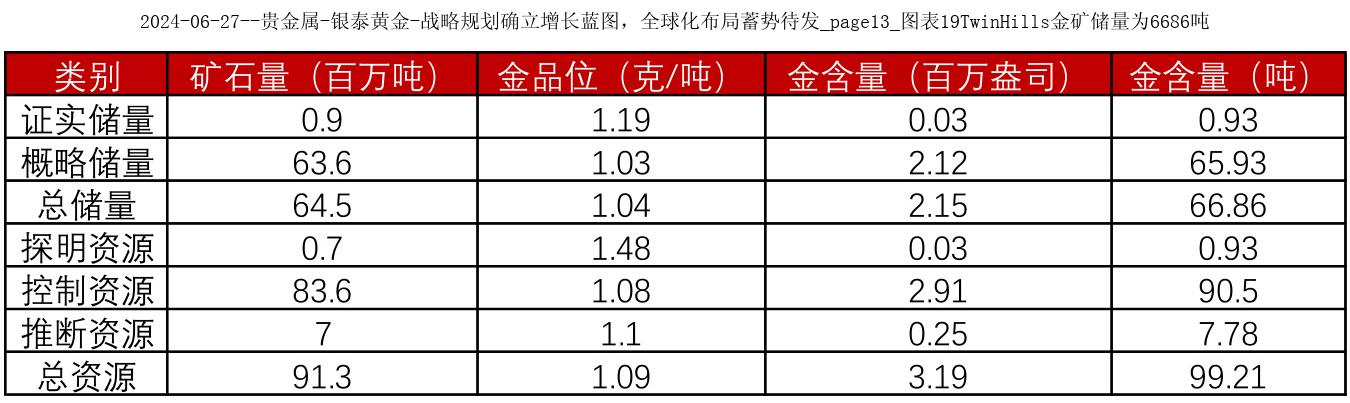 2024-06-27--贵金属-银泰黄金-战略规划确立增长蓝图，全球化布局蓄势待发_page13_图表19TwinHills金矿储量为6686吨
类别 矿石量（百万吨） 金品位（克/吨） 金含量（百万盎司） 金含量（吨）
证实储量 0.9 1.19 0.03 0.93
概略储量 63.6 1.03 2.12 65.93
总储量 64.5 1.04 2.15 66.86
探明资源 0.7 1.48 0.03 0.93
控制资源 83.6 1.08 2.91 90.5
推断资源 7 1.1 0.25 7.78
总资源 91.3 1.09 3.19 99.21